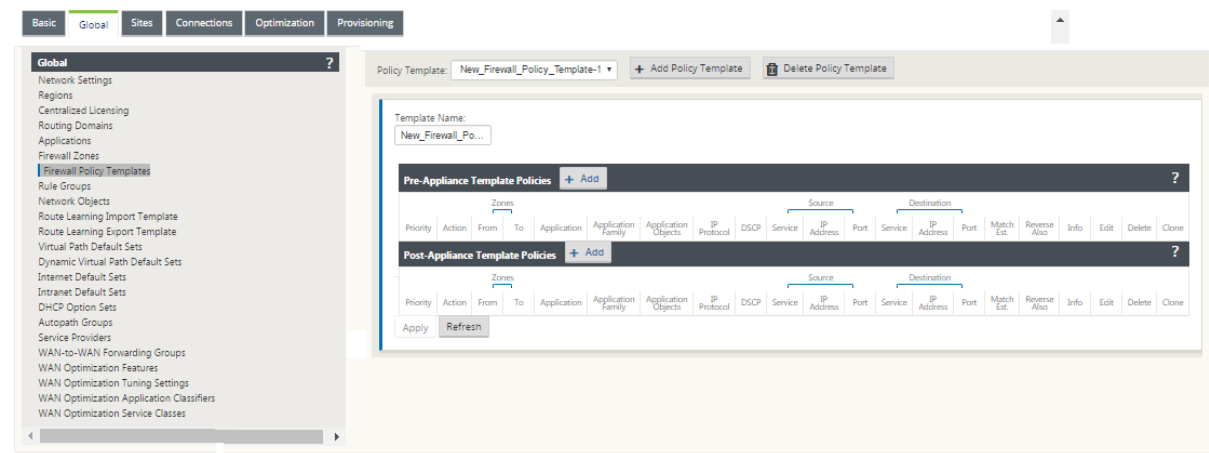 Basic Global Sites Connections Optimization Provisioning
Global ?
Network Settings
Regions
Centralized Licensing
Routing Domains
Applications
Firewall Zones
Firewall Policy Templates
Rule Groups
Network Objects
Route Learning Import Template
Route Learning Export Template
Virtual Path Default Sets
Dynamic Virtual Path Default Sets
Internet Default Sets
Intranet Default Sets
DHCP Option Sets
Autopath Groups
Service Providers
WAN-to-WAN Forwarding Groups
WAN Optimization Features
WAN Optimization Tuning Settings
WAN Optimization Application Classifiers
WAN Optimization Service Classes
Policy Template: New_Firewall_Policy_Template-1 + Add Policy Template Delete Policy Template
Template Name:
New_Firewall_Po...
Pre-Appliance Template Policies + Add ?
Zones Source Destination
Priority Action From To Application Application Family Application Objects IP Protocol DSCP Service IP Address Port Service IP Address Port Match Est. Reverse Also Info Edit Delete Clone
Post-Appliance Template Policies + Add ?
Zones Source Destination
Priority Action From To Application Application Family Application Objects IP Protocol DSCP Service IP Address Port Service IP Address Port Match Est. Reverse Also Info Edit Delete Clone
Apply Refresh